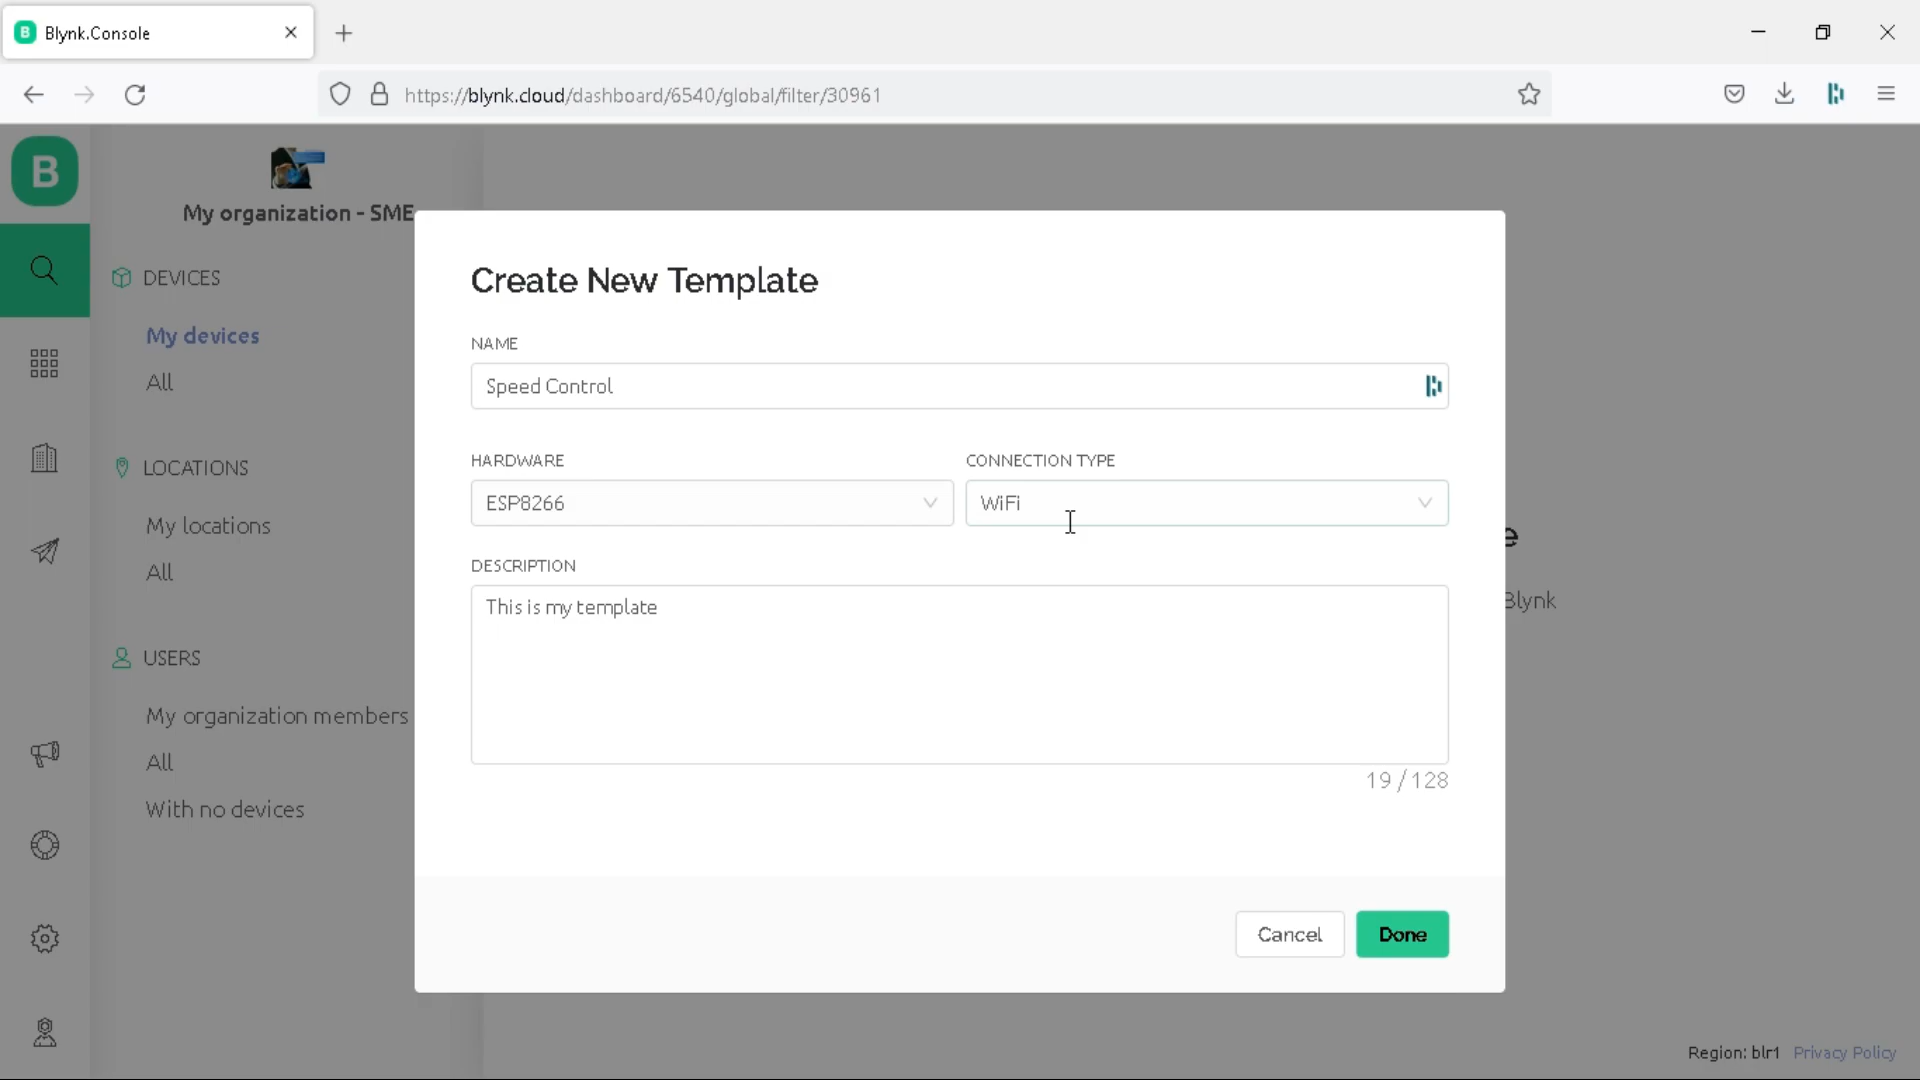 B Blynk.Console
https://blynk.cloud/dashboard/6540/global/filter/30961
B
My organization - SME
DEVICES
My devices
All
LOCATIONS
My locations
All
USERS
My organization members
All
With no devices
Create New Template
NAME
Speed Control
HARDWARE
CONNECTION TYPE
ESP8266
WiFi
DESCRIPTION
This is my template
19 / 128
Cancel
Done
e
Blynk
Region: blr1 Privacy Policy